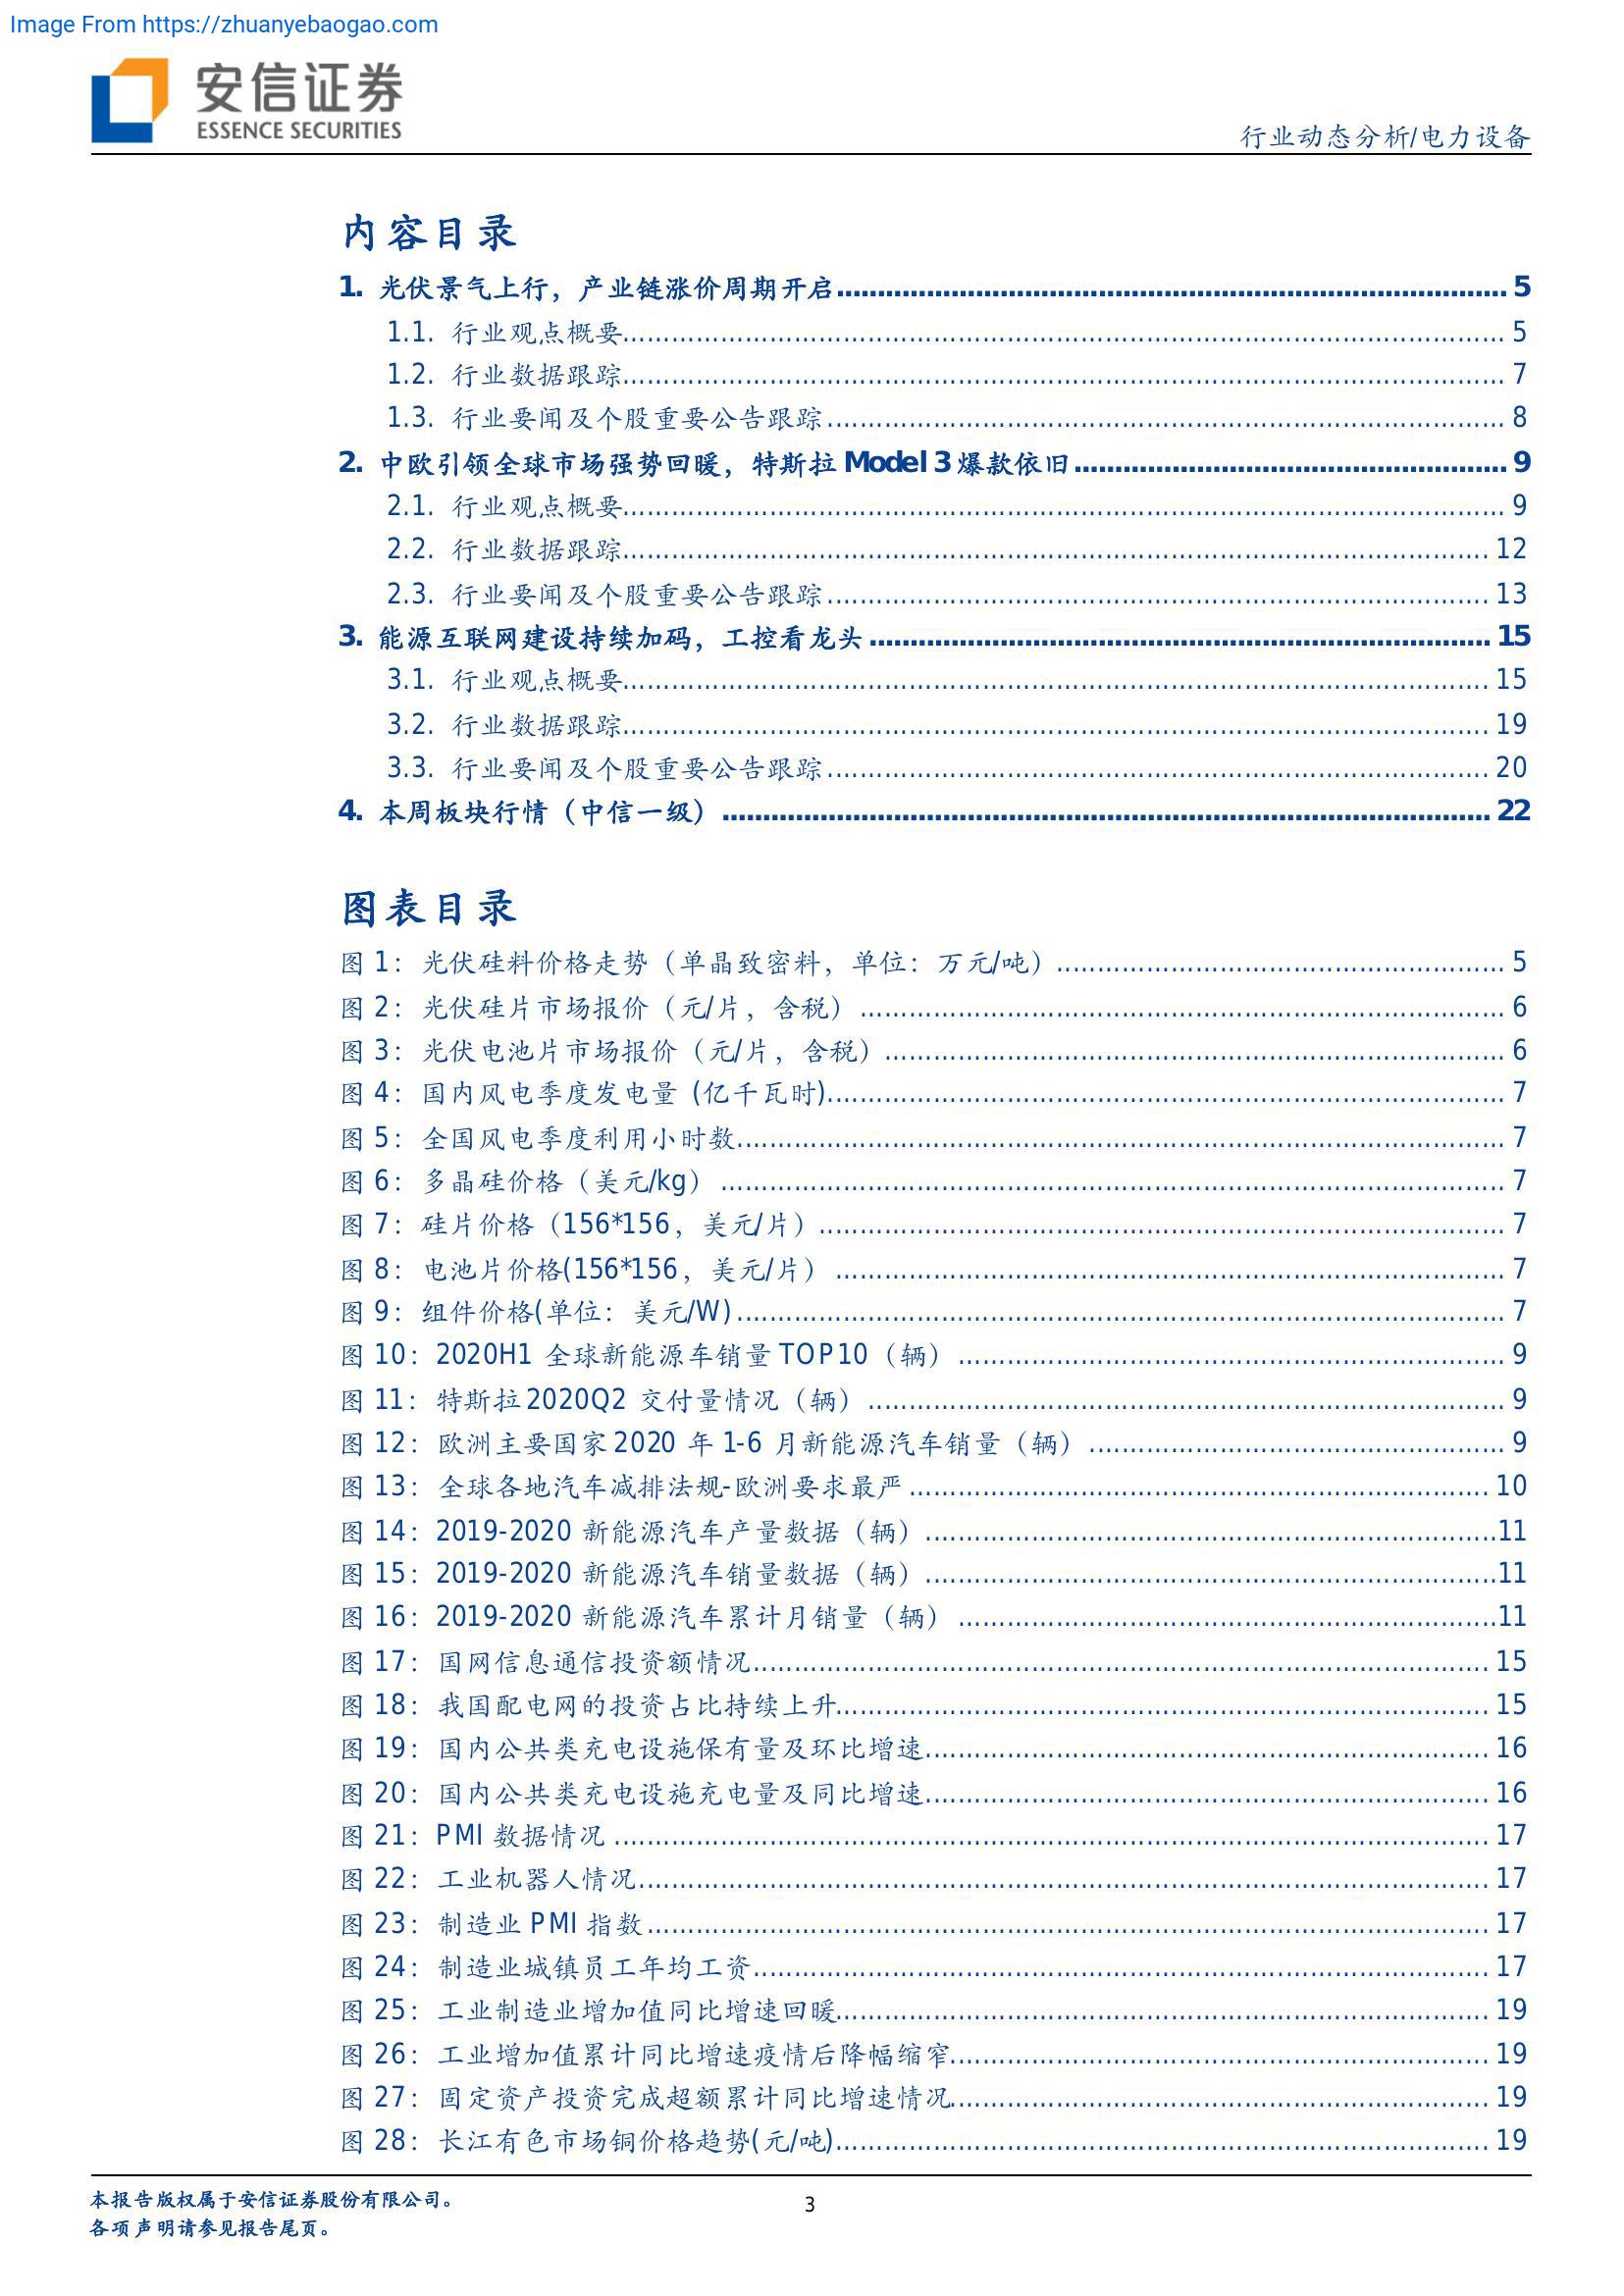 Image From https://zhuanyebaogao.com
安信证券
ESSENCE SECURITIES
行业动态分析/电力设备
内容目录
1. 光伏景气上行，产业链涨价周期开启 5
1.1. 行业观点概要 5
1.2. 行业数据跟踪 7
1.3. 行业要闻及个股重要公告跟踪 8
2. 中欧引领全球市场强势回暖，特斯拉 Model 3 爆款依旧 9
2.1. 行业观点概要 9
2.2. 行业数据跟踪 12
2.3. 行业要闻及个股重要公告跟踪 13
3. 能源互联网建设持续加码，工控看龙头 15
3.1. 行业观点概要 15
3.2. 行业数据跟踪 19
3.3. 行业要闻及个股重要公告跟踪 20
4. 本周板块行情（中信一级） 22
图表目录
图 1：光伏硅料价格走势（单晶致密料，单位：万元/吨） 5
图 2：光伏硅片市场报价（元/片，含税） 6
图 3：光伏电池片市场报价（元/片，含税） 6
图 4：国内风电季度发电量 (亿千瓦时) 7
图 5：全国风电季度利用小时数 7
图 6：多晶硅价格（美元/kg） 7
图 7：硅片价格（156*156，美元/片） 7
图 8：电池片价格(156*156，美元/片） 7
图 9：组件价格(单位：美元/W) 7
图 10：2020H1 全球新能源车销量 TOP10（辆） 9
图 11：特斯拉 2020Q2 交付量情况（辆） 9
图 12：欧洲主要国家 2020 年 1-6 月新能源汽车销量（辆） 9
图 13：全球各地汽车减排法规-欧洲要求最严 10
图 14：2019-2020 新能源汽车产量数据（辆） 11
图 15：2019-2020 新能源汽车销量数据（辆） 11
图 16：2019-2020 新能源汽车累计月销量（辆） 11
图 17：国网信息通信投资额情况 15
图 18：我国配电网的投资占比持续上升 15
图 19：国内公共类充电设施保有量及环比增速 16
图 20：国内公共类充电设施充电量及同比增速 16
图 21：PMI 数据情况 17
图 22：工业机器人情况 17
图 23：制造业 PMI 指数 17
图 24：制造业城镇员工年均工资 17
图 25：工业制造业增加值同比增速回暖 19
图 26：工业增加值累计同比增速疫情后降幅缩窄 19
图 27：固定资产投资完成超额累计同比增速情况 19
图 28：长江有色市场铜价格趋势(元/吨) 19
本报告版权属于安信证券股份有限公司。
各项声明请参见报告尾页。
3